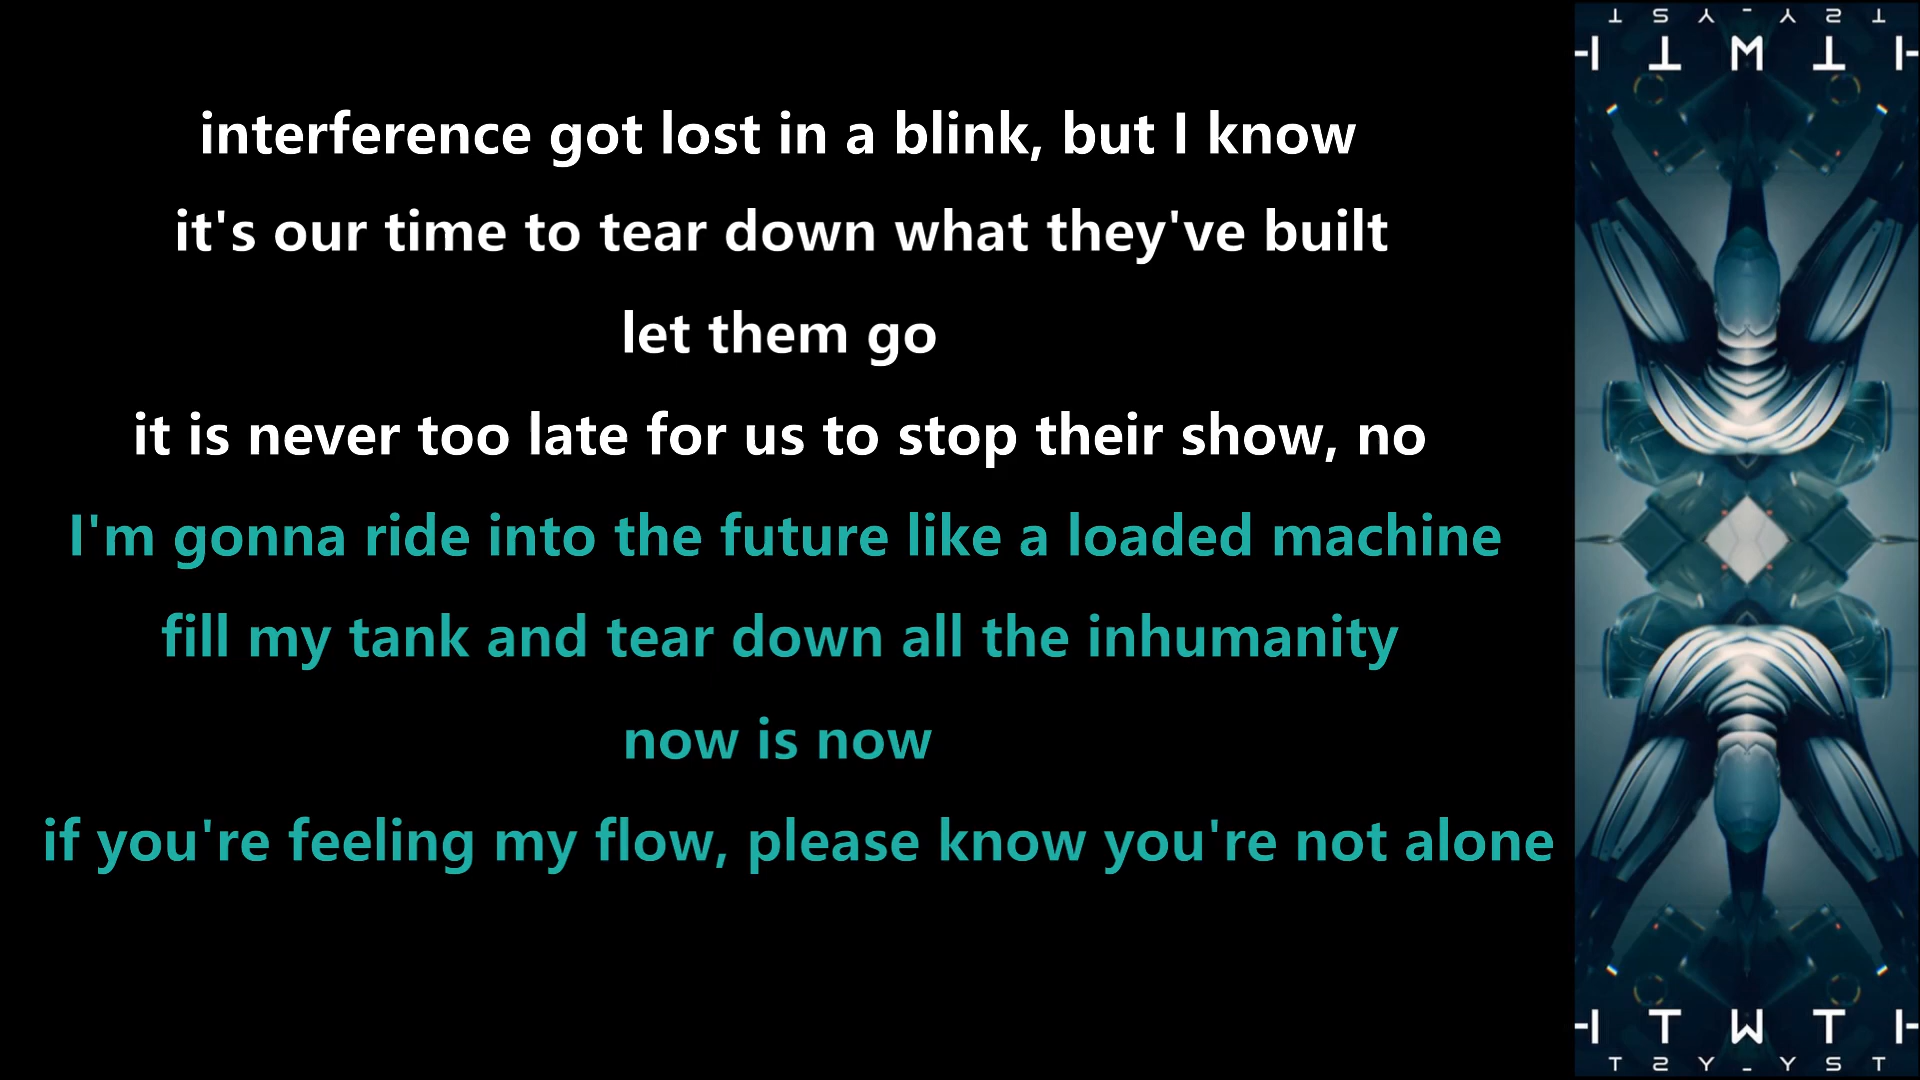 interference got lost in a blink, but I know
it's our time to tear down what they've built
let them go
it is never too late for us to stop their show, no
I'm gonna ride into the future like a loaded machine
fill my tank and tear down all the inhumanity
now is now
if you're feeling my flow, please know you're not alone